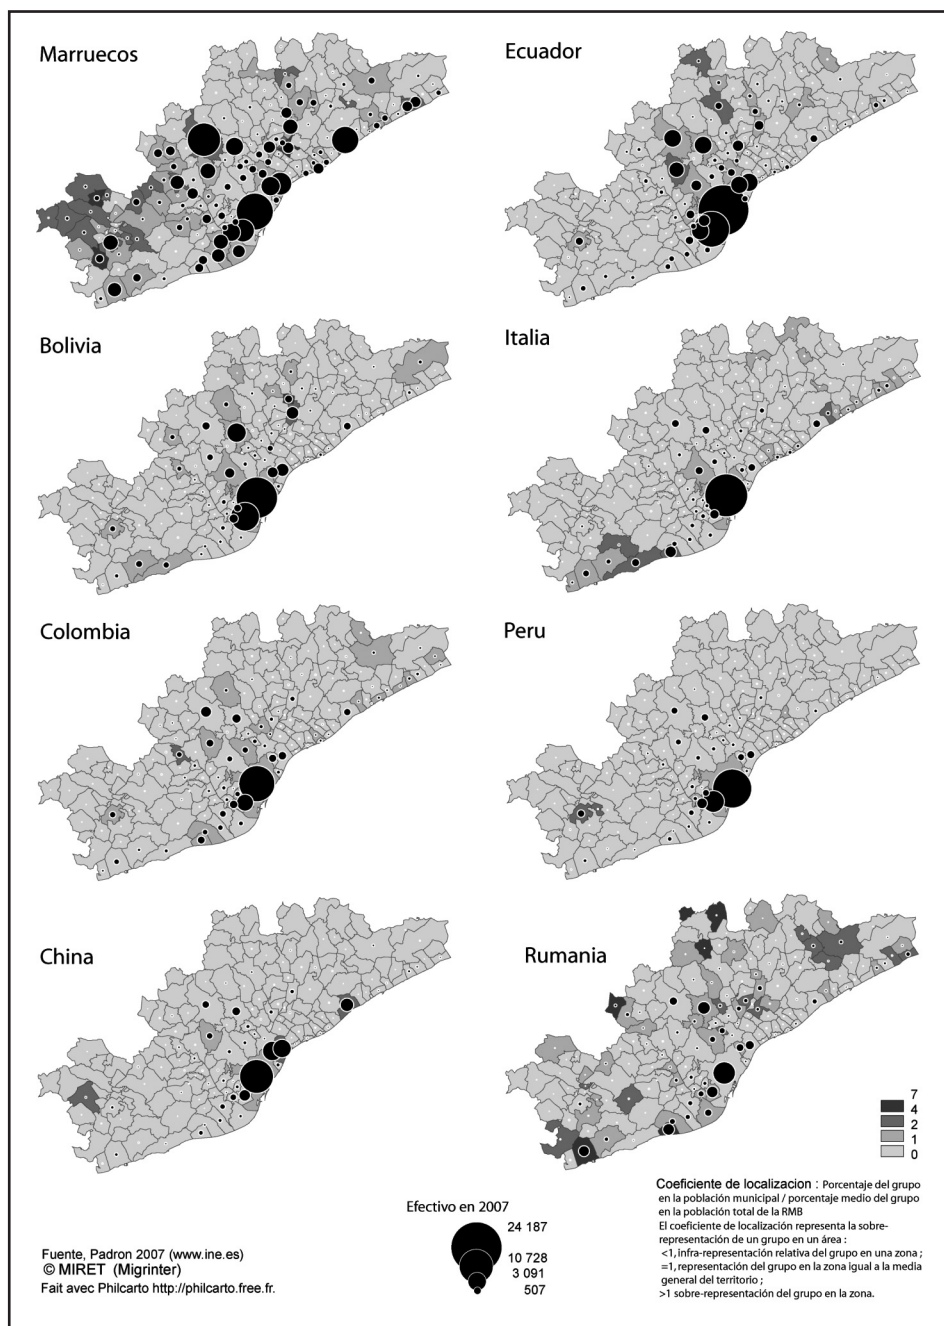 Marruecos
Ecuador
Bolivia
Italia
Colombia
Peru
China
Rumania
7
4
2
1
0
Efectivo en 2007
24 187
10 728
3 091
507
Coeficiente de localizacion : Porcentaje del grupo
en la población municipal / porcentaje medio del grupo
en la población total de la RMB
El coeficiente de localización representa la sobre-
representación de un grupo en un área :
<1, infra-representación relativa del grupo en una zona ;
=1, representación del grupo en la zona igual a la media
general del territorio ;
>1 sobre-representación del grupo en la zona.
Fuente, Padron 2007 (www.ine.es)
© MIRET (Migrinter)
Fait avec Philcarto http://philcarto.free.fr.